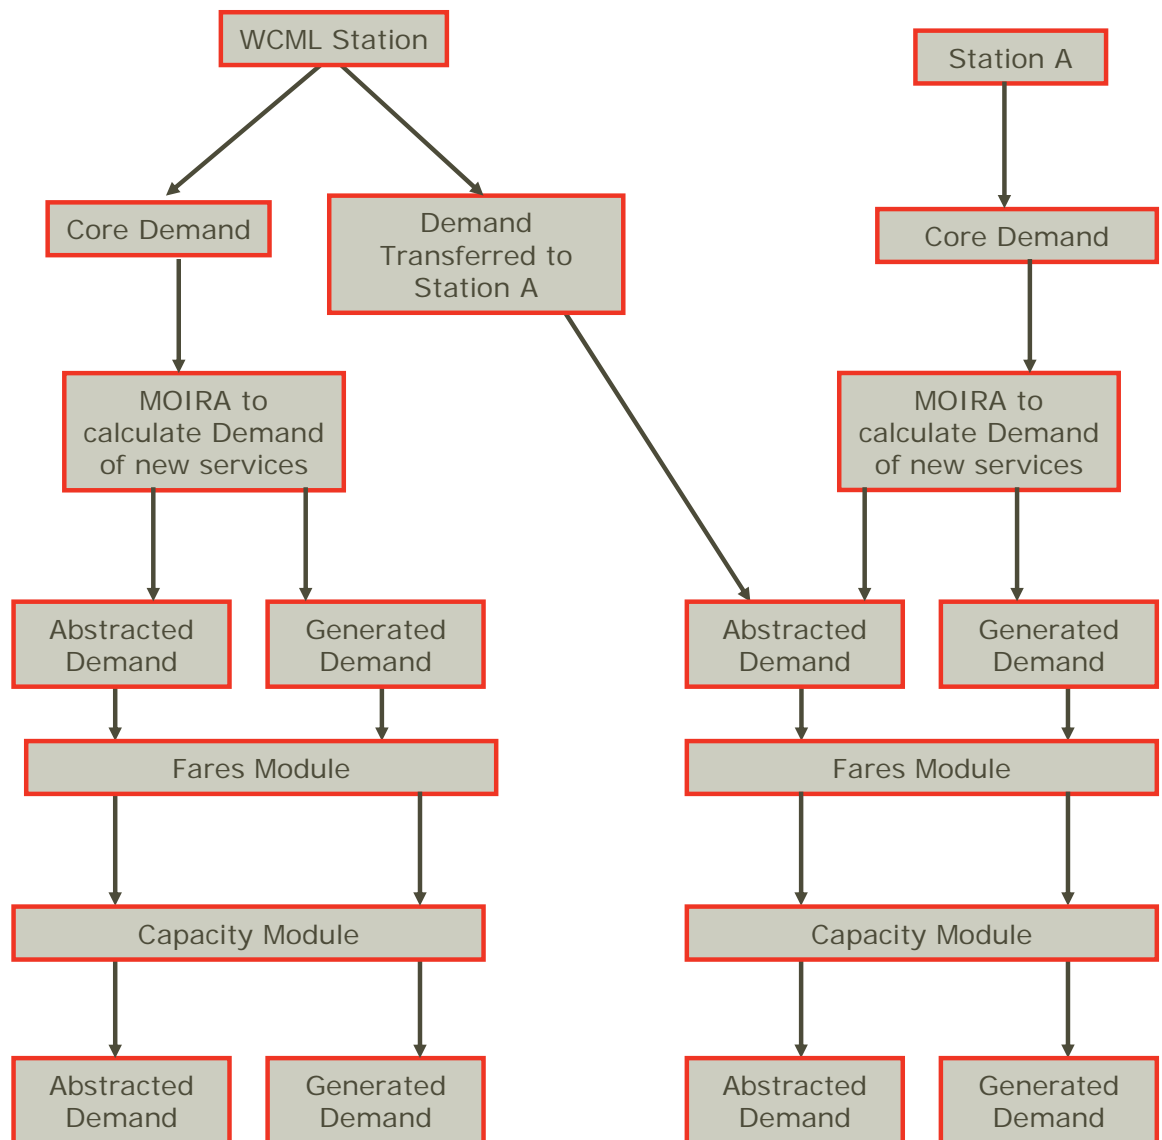 WCML Station
Station A
Core Demand
Demand
Transferred to
Station A
Core Demand
MOIRA to
calculate Demand
of new services
MOIRA to
calculate Demand
of new services
Abstracted
Demand
Generated
Demand
Abstracted
Demand
Generated
Demand
Fares Module
Fares Module
Capacity Module
Capacity Module
Abstracted
Demand
Generated
Demand
Abstracted
Demand
Generated
Demand